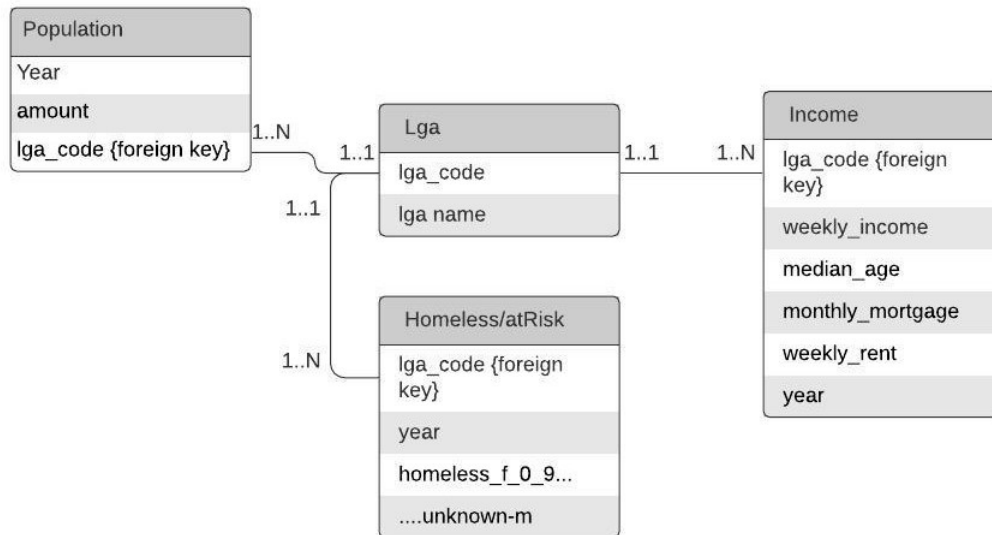 Population
Year
amount
lga_code {foreign key}
1..N
1..1
Lga
lga_code
lga name
1..1
1..N
Income
lga_code {foreign
key}
weekly_income
median_age
monthly_mortgage
weekly_rent
year
1..1
1..N
Homeless/atRisk
lga_code {foreign
key}
year
homeless_f_0_9...
....unknown-m